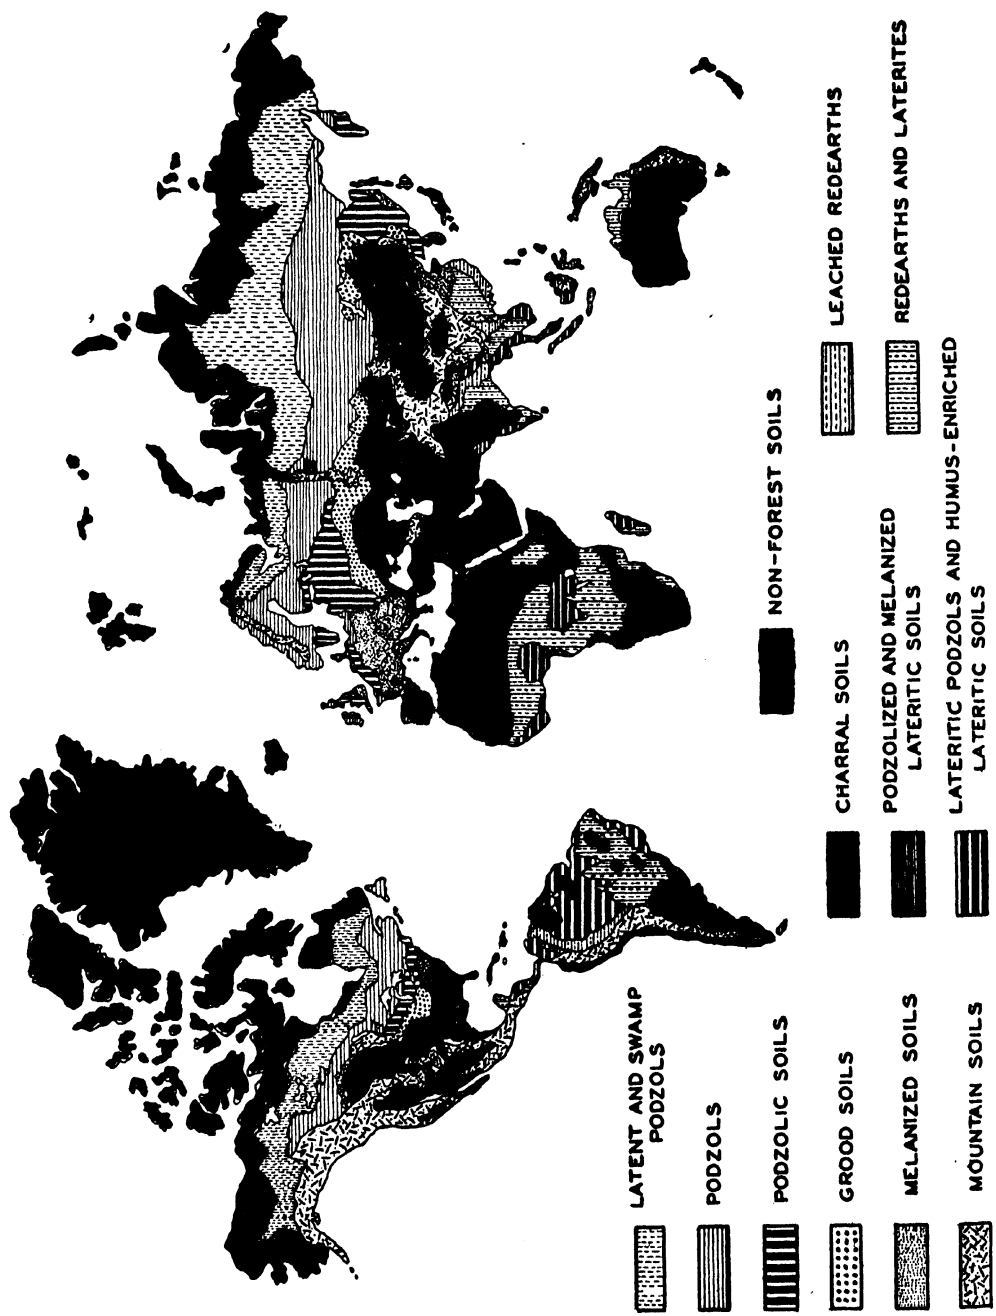 LATENT AND SWAMP
PODZOLS
PODZOLS
PODZOLIC SOILS
GROOD SOILS
MELANIZED SOILS
MOUNTAIN SOILS
NON-FOREST SOILS
CHARRAL SOILS
PODZOLIZED AND MELANIZED
LATERITIC SOILS
LATERITIC PODZOLS AND HUMUS-ENRICHED
LATERITIC SOILS
LEACHED REDEARTHS
REDEARTHS AND LATERITES